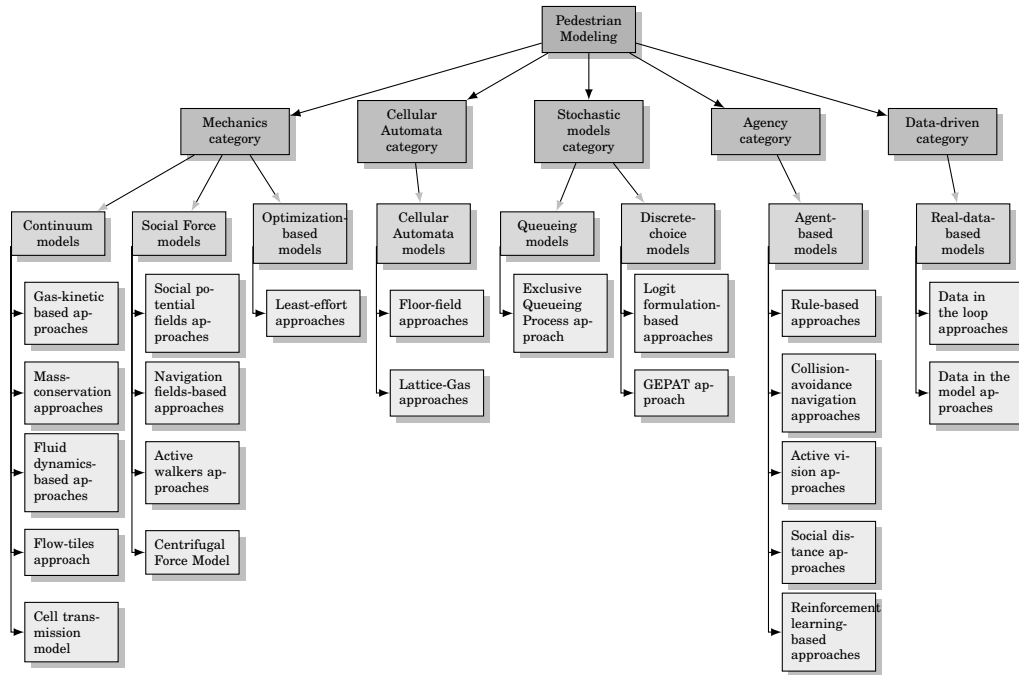 Pedestrian
Modeling
Mechanics
category
Cellular
Automata
category
Stochastic
models
category
Agency
category
Data-driven
category
Continuum
models
Social Force
models
Optimization-
based models
Cellular
Automata
models
Queueing
models
Discrete-
choice
models
Agent-
based
models
Real-data-
based
models
Gas-kinetic
based ap-
proaches
Mass-
conservation
approaches
Fluid
dynamics-
based ap-
proaches
Flow-tiles
approach
Cell trans-
mission
model
Social po-
tential
fields ap-
proaches
Navigation
fields-based
approaches
Active
walkers ap-
proaches
Centrifugal
Force Model
Least-effort
approaches
Floor-field
approaches
Lattice-Gas
approaches
Exclusive
Queueing
Process ap-
proach
Logit
formulation-
based
approaches
GEPAT ap-
proach
Rule-based
approaches
Collision-
avoidance
navigation
approaches
Active vi-
sion ap-
proaches
Social dis-
tance ap-
proaches
Reinforcement
learning-
based
approaches
Data in
the loop
approaches
Data in the
model ap-
proaches